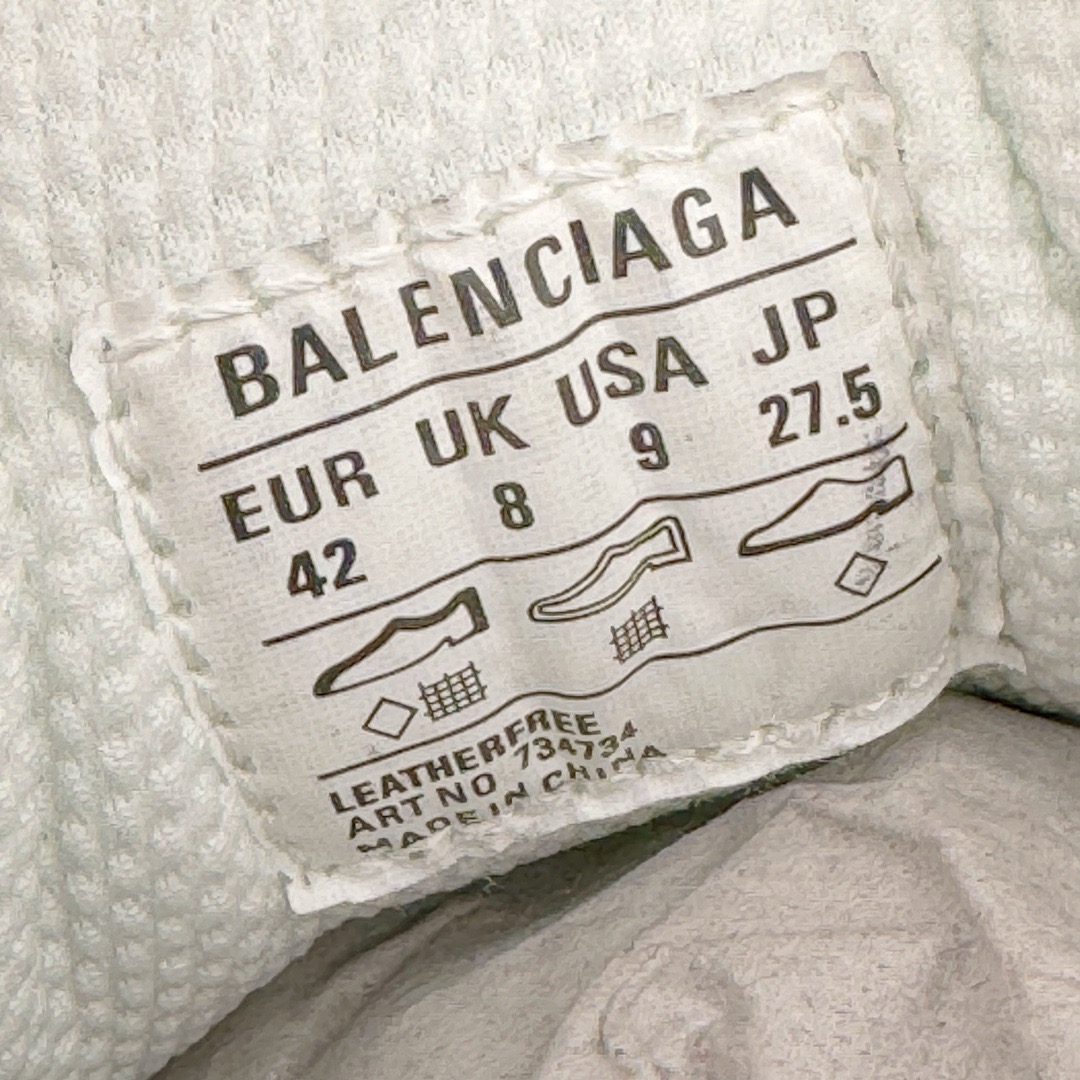 BALENCIAGA
EUR UK USA JP
42 8 9 27.5
LEATHERFREE
ART NO 734734
MADE IN CHINA